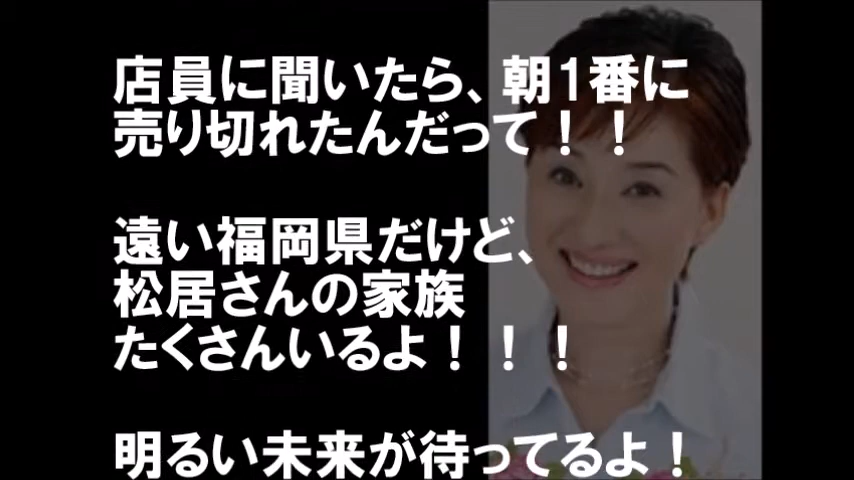 店員に聞いたら、朝1番に
売り切れたんだって！！
遠い福岡県だけど、
松居さんの家族
たくさんいるよ！！！
明るい未来が待ってるよ！